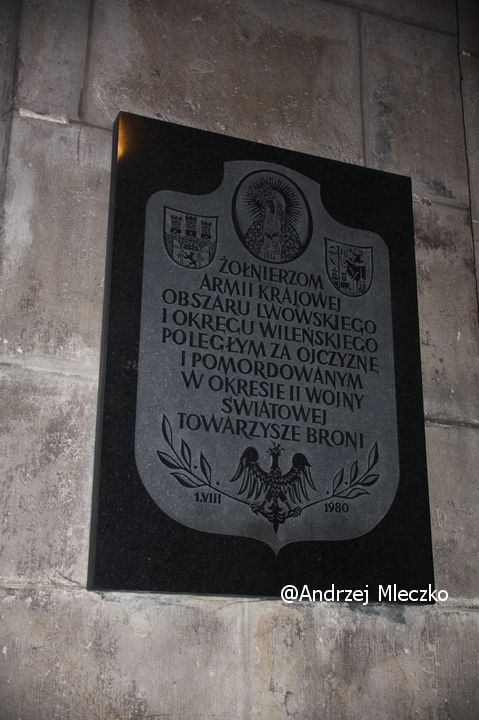 ŻOŁNIERZOM
ARMII KRAJOWEJ
OBSZARU LWOWSKIEGO
I OKRĘGU WILEŃSKIEGO
POLEGŁYM ZA OJCZYZNĘ
I POMORDOWANYM
W OKRESIE II WOJNY
ŚWIATOWEJ
TOWARZYSZE BRONI
1.VIII 1980
@Andrzej Mleczko